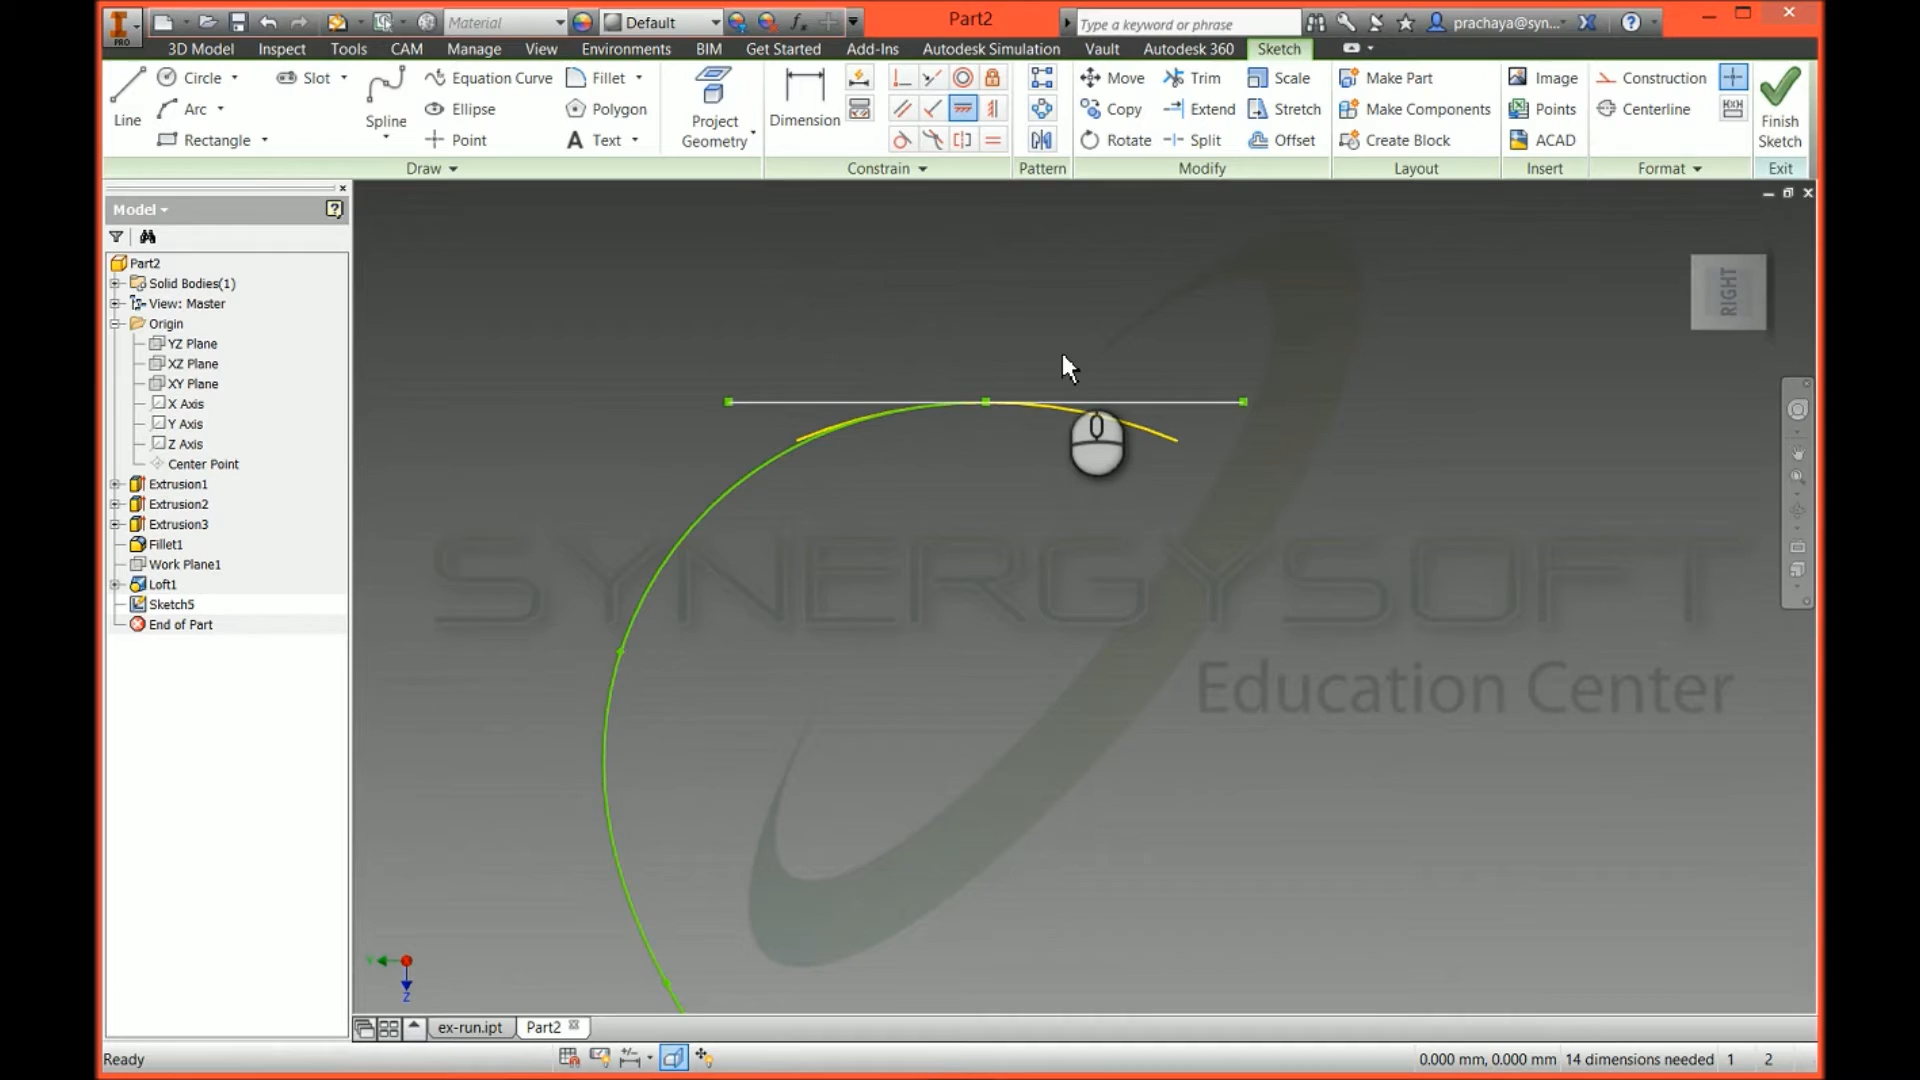 PRO
Material
Default
Part2
Type a keyword or phrase
prachaya@syn...
3D Model
Inspect
Tools
CAM
Manage
View
Environments
BIM
Get Started
Add-Ins
Autodesk Simulation
Vault
Autodesk 360
Sketch
Line
Circle
Arc
Rectangle
Slot
Spline
Equation Curve
Ellipse
Point
Fillet
Polygon
Text
Project
Geometry
Dimension
Move
Copy
Rotate
Trim
Extend
Split
Scale
Stretch
Offset
Make Part
Make Components
Create Block
Image
Points
ACAD
Construction
Centerline
Finish
Sketch
Draw
Constrain
Pattern
Modify
Layout
Insert
Format
Exit
Model
Part2
Solid Bodies(1)
View: Master
Origin
YZ Plane
XZ Plane
XY Plane
X Axis
Y Axis
Z Axis
Center Point
Extrusion1
Extrusion2
Extrusion3
Fillet1
Work Plane1
Loft1
Sketch5
End of Part
RIGHT
SYNERGYSOFT
Education Center
Y
Z
ex-run.ipt
Part2
Ready
0.000 mm, 0.000 mm
14 dimensions needed
1
2